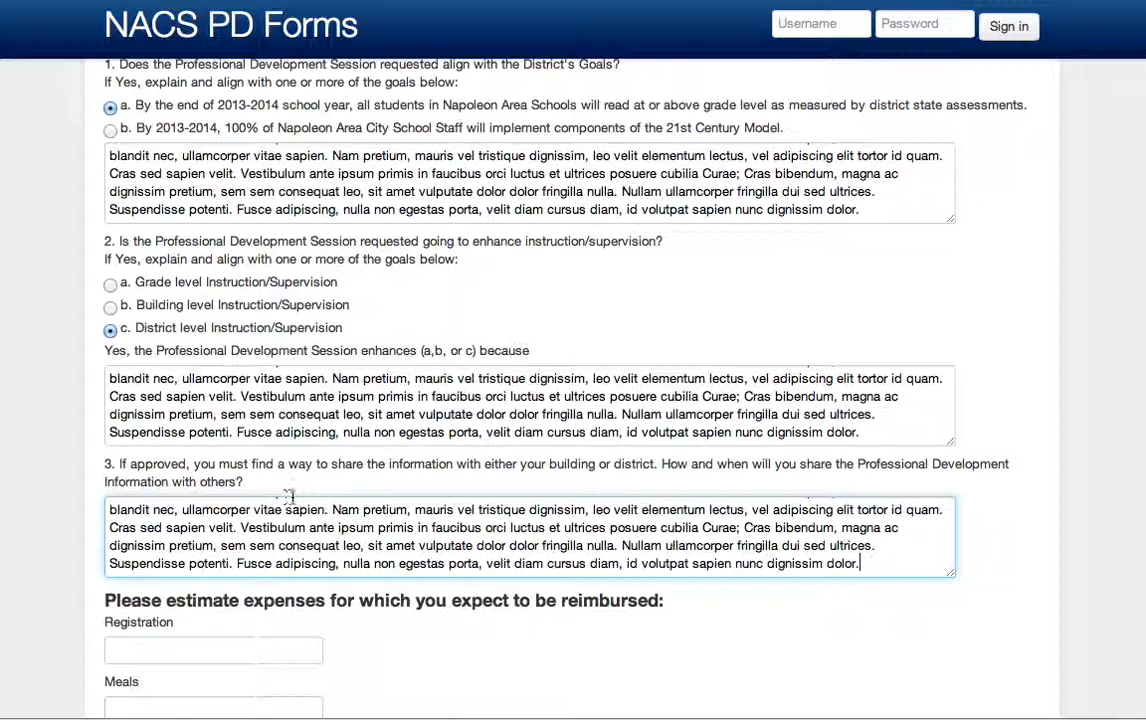 NACS PD Forms
Username
Password
Sign in
1. Does the Professional Development Session requested align with the District's Goals?
If Yes, explain and align with one or more of the goals below:
a. By the end of 2013-2014 school year, all students in Napoleon Area Schools will read at or above grade level as measured by district state assessments.
b. By 2013-2014, 100% of Napoleon Area City School Staff will implement components of the 21st Century Model.
blandit nec, ullamcorper vitae sapien. Nam pretium, mauris vel tristique dignissim, leo velit elementum lectus, vel adipiscing elit tortor id quam.
Cras sed sapien velit. Vestibulum ante ipsum primis in faucibus orci luctus et ultrices posuere cubilia Curae; Cras bibendum, magna ac
dignissim pretium, sem sem consequat leo, sit amet vulputate dolor dolor fringilla nulla. Nullam ullamcorper fringilla dui sed ultrices.
Suspendisse potenti. Fusce adipiscing, nulla non egestas porta, velit diam cursus diam, id volutpat sapien nunc dignissim dolor.
2. Is the Professional Development Session requested going to enhance instruction/supervision?
If Yes, explain and align with one or more of the goals below:
a. Grade level Instruction/Supervision
b. Building level Instruction/Supervision
c. District level Instruction/Supervision
Yes, the Professional Development Session enhances (a,b, or c) because
blandit nec, ullamcorper vitae sapien. Nam pretium, mauris vel tristique dignissim, leo velit elementum lectus, vel adipiscing elit tortor id quam.
Cras sed sapien velit. Vestibulum ante ipsum primis in faucibus orci luctus et ultrices posuere cubilia Curae; Cras bibendum, magna ac
dignissim pretium, sem sem consequat leo, sit amet vulputate dolor dolor fringilla nulla. Nullam ullamcorper fringilla dui sed ultrices.
Suspendisse potenti. Fusce adipiscing, nulla non egestas porta, velit diam cursus diam, id volutpat sapien nunc dignissim dolor.
3. If approved, you must find a way to share the information with either your building or district. How and when will you share the Professional Development
Information with others?
blandit nec, ullamcorper vitae sapien. Nam pretium, mauris vel tristique dignissim, leo velit elementum lectus, vel adipiscing elit tortor id quam.
Cras sed sapien velit. Vestibulum ante ipsum primis in faucibus orci luctus et ultrices posuere cubilia Curae; Cras bibendum, magna ac
dignissim pretium, sem sem consequat leo, sit amet vulputate dolor dolor fringilla nulla. Nullam ullamcorper fringilla dui sed ultrices.
Suspendisse potenti. Fusce adipiscing, nulla non egestas porta, velit diam cursus diam, id volutpat sapien nunc dignissim dolor.
Please estimate expenses for which you expect to be reimbursed:
Registration
Meals